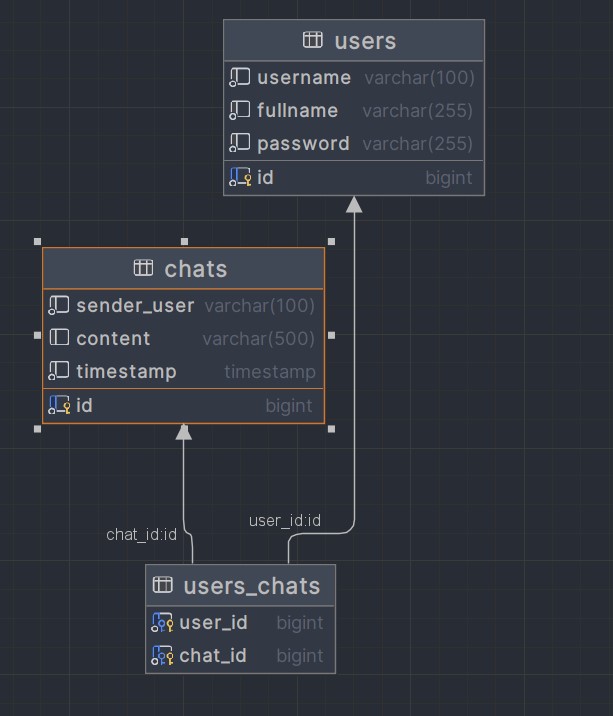 users
username varchar(100)
fullname varchar(255)
password varchar(255)
id bigint
chats
sender_user varchar(100)
content varchar(500)
timestamp timestamp
id bigint
user_id:id
chat_id:id
users_chats
user_id bigint
chat_id bigint